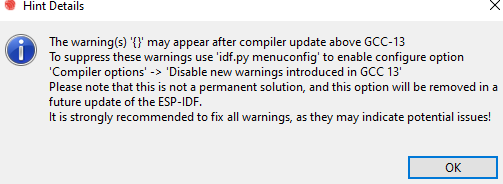 Hint Details
The warning(s) '{}' may appear after compiler update above GCC-13
To suppress these warnings use 'idf.py menuconfig' to enable configure option
'Compiler options' -> 'Disable new warnings introduced in GCC 13'
Please note that this is not a permanent solution, and this option will be removed in a
future update of the ESP-IDF.
It is strongly recommended to fix all warnings, as they may indicate potential issues!
OK